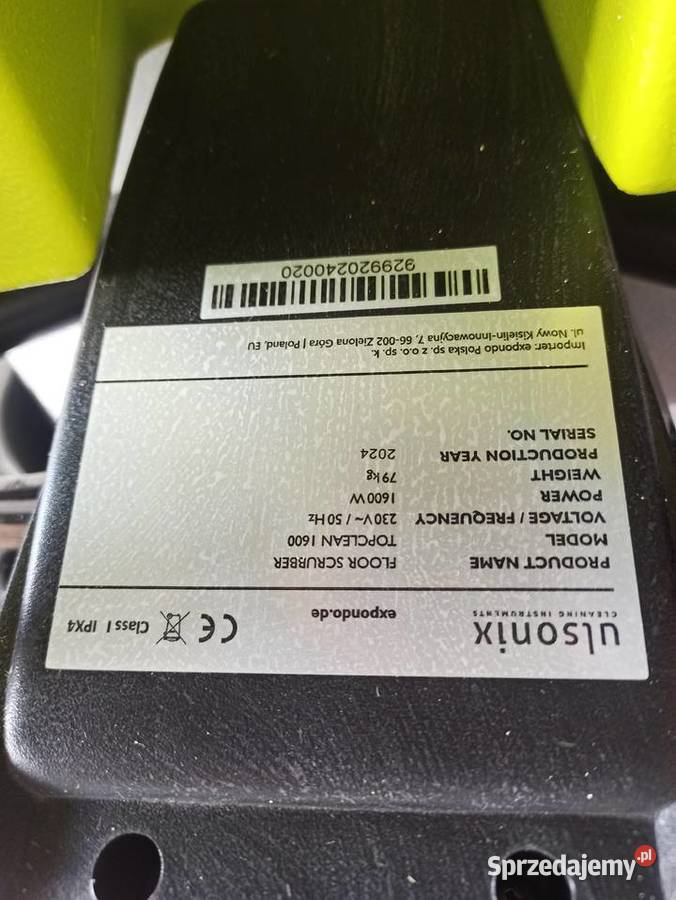 ulsonix
CLEANING INSTRUMENTS
expondo.de
CE Class I IPX4
PRODUCT NAME FLOOR SCRUBBER
MODEL TOPCLEAN 1600
VOLTAGE / FREQUENCY 230V~ / 50Hz
POWER 1600W
WEIGHT 79kg
PRODUCTION YEAR 2024
SERIAL NO.
Importer: expondo Polska sp. z o.o. sp. k.
ul. Nowy Kisielin-Innowacyjna 7, 66-002 Zielona Góra | Poland, EU
929920240020
Sprzedajemy.pl